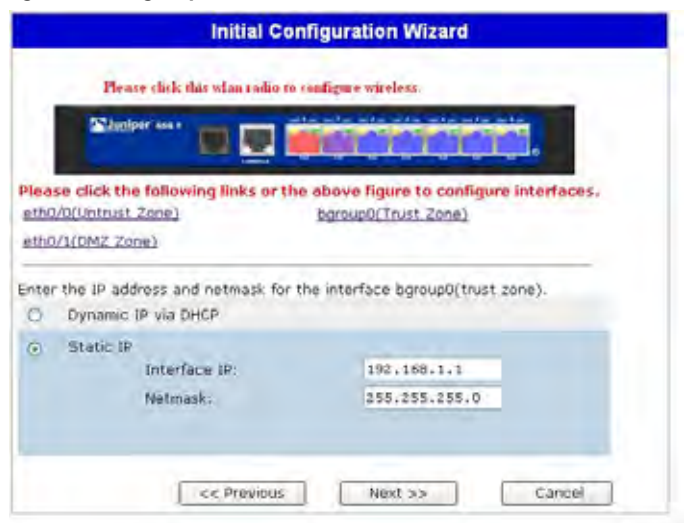 Initial Configuration Wizard
Please click this wlan radio to configure wireless.
Juniper
Please click the following links or the above figure to configure interfaces.
eth0/0(Untrust Zone) bgroup0(Trust Zone)
eth0/1(DMZ Zone)
Enter the IP address and netmask for the interface bgroup0(trust zone).
Dynamic IP via DHCP
Static IP
Interface IP: 192.168.1.1
Netmask: 255.255.255.0
<< Previous Next >> Cancel